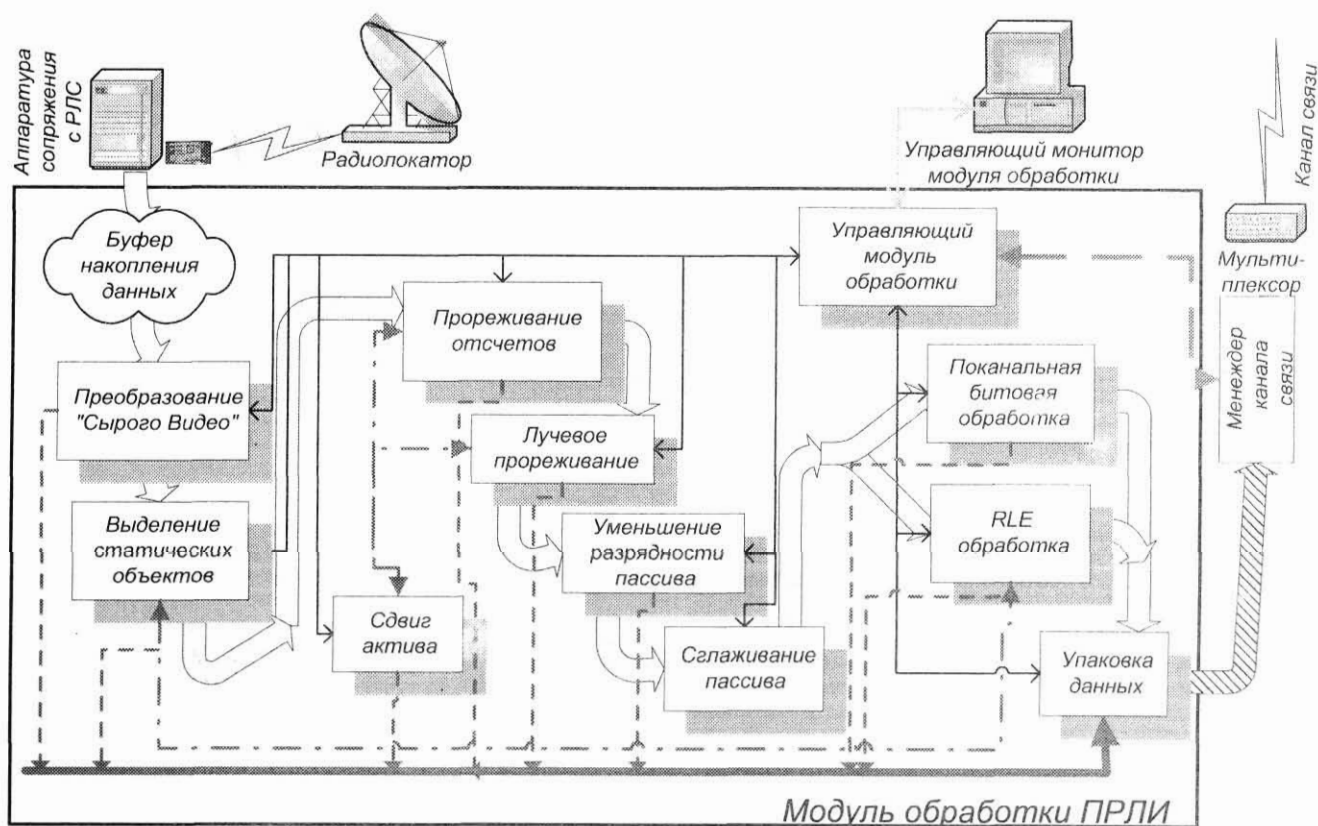 Аппаратура
сопряжения
с РЛС
Радиолокатор
Управляющий монитор
модуля обработки
Канал связи
Мульти-
плексор
Буфер
накопления
данных
Управляющий
модуль
обработки
Прореживание
отсчетов
Преобразование
"Сырого Видео"
Поканальная
битовая
обработка
Менеждер
канала
связи
Лучевое
прореживание
Выделение
статических
объектов
Уменьшение
разрядности
пассива
RLE
обработка
Сдвиг
актива
Сглаживание
пассива
Упаковка
данных
Модуль обработки ПРЛИ